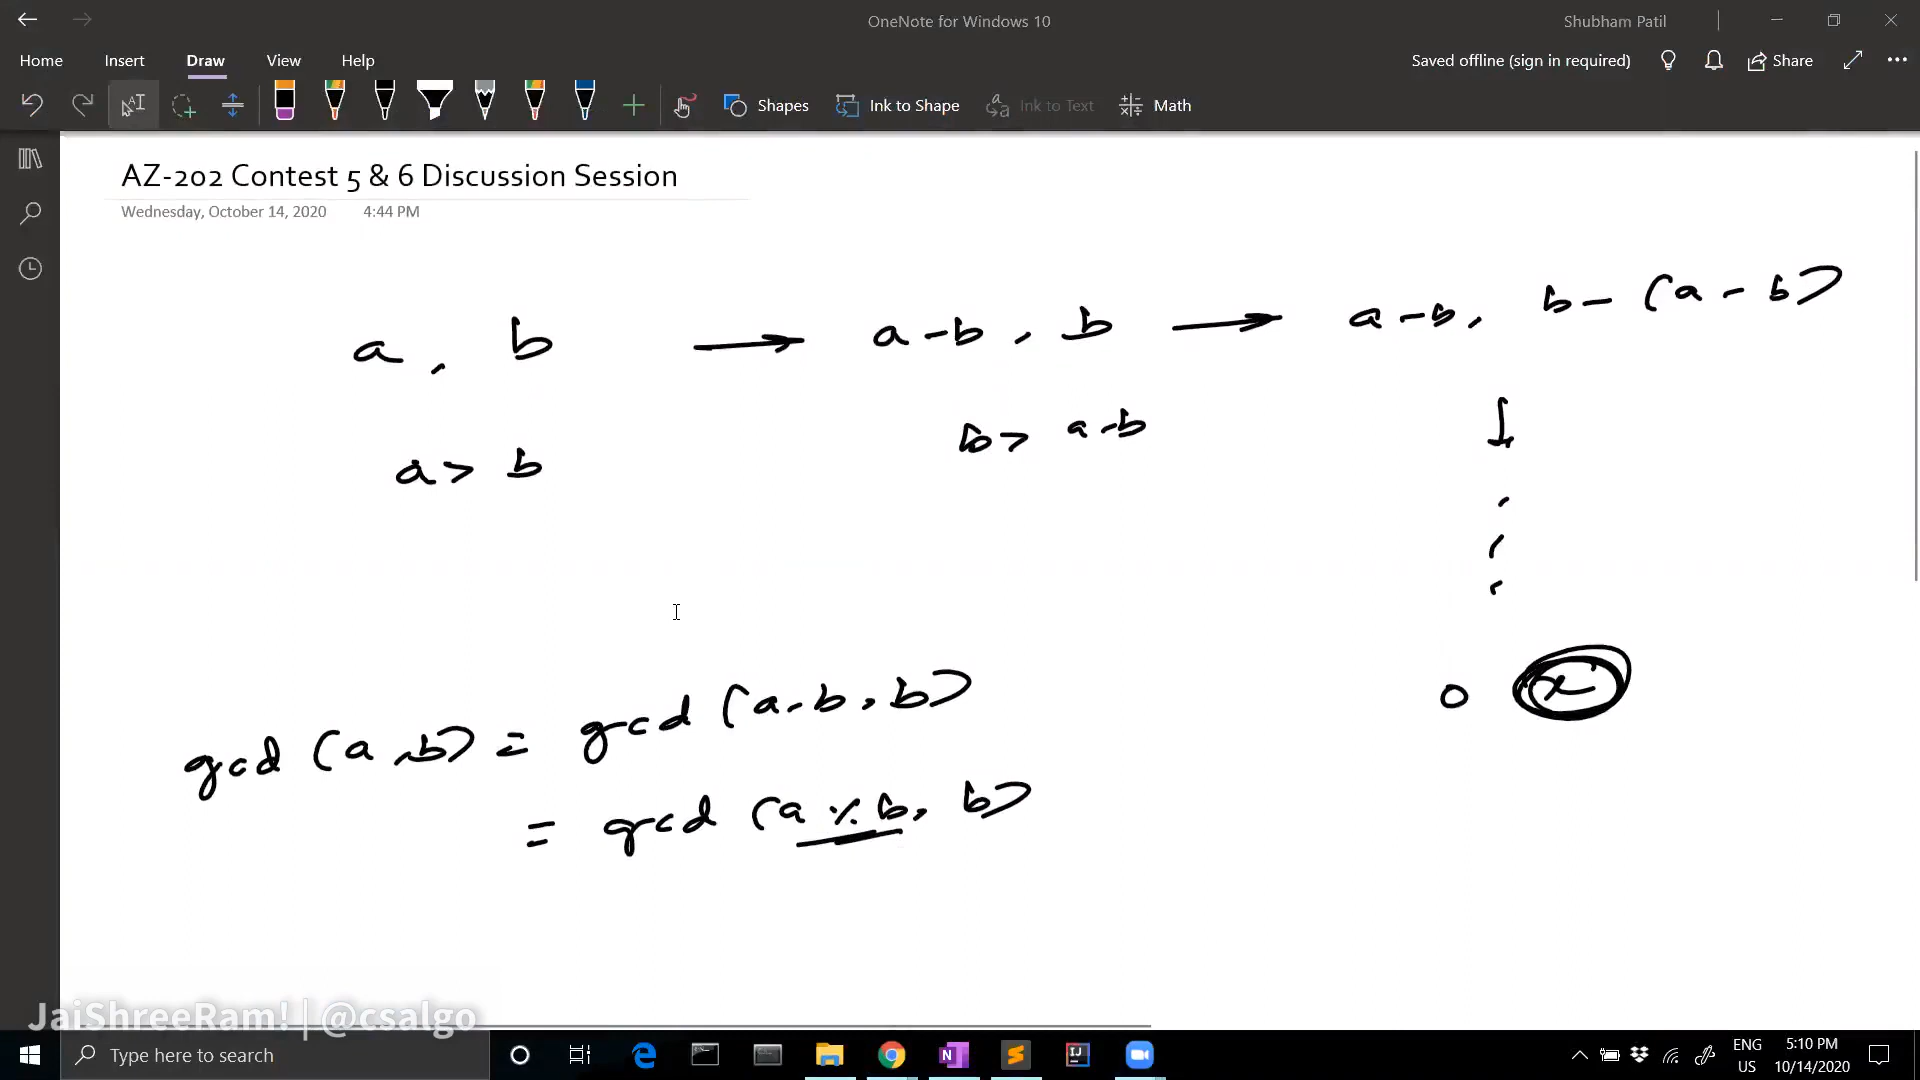 OneNote for Windows 10
Shubham Patil
Home Insert Draw View Help
Saved offline (sign in required)
Share
Shapes
Ink to Shape
Ink to Text
Math
AZ-202 Contest 5 & 6 Discussion Session
Wednesday, October 14, 2020 4:44 PM
a , b → a-b , b → a-b, b-(a-b)
a > b
b > a-b
0 x
gcd (a,b) = gcd (a-b, b)
= gcd (a % b, b)
JaiShreeRam! | @csalgo
Type here to search
ENG
US
5:10 PM
10/14/2020